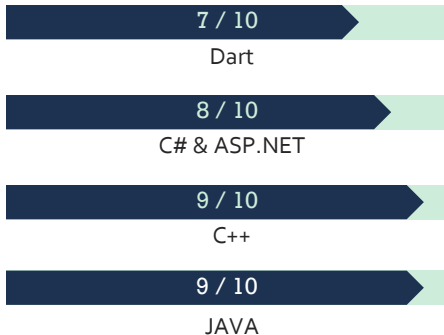 7 / 10
Dart
8 / 10
C# & ASP.NET
9 / 10
C++
9 / 10
JAVA